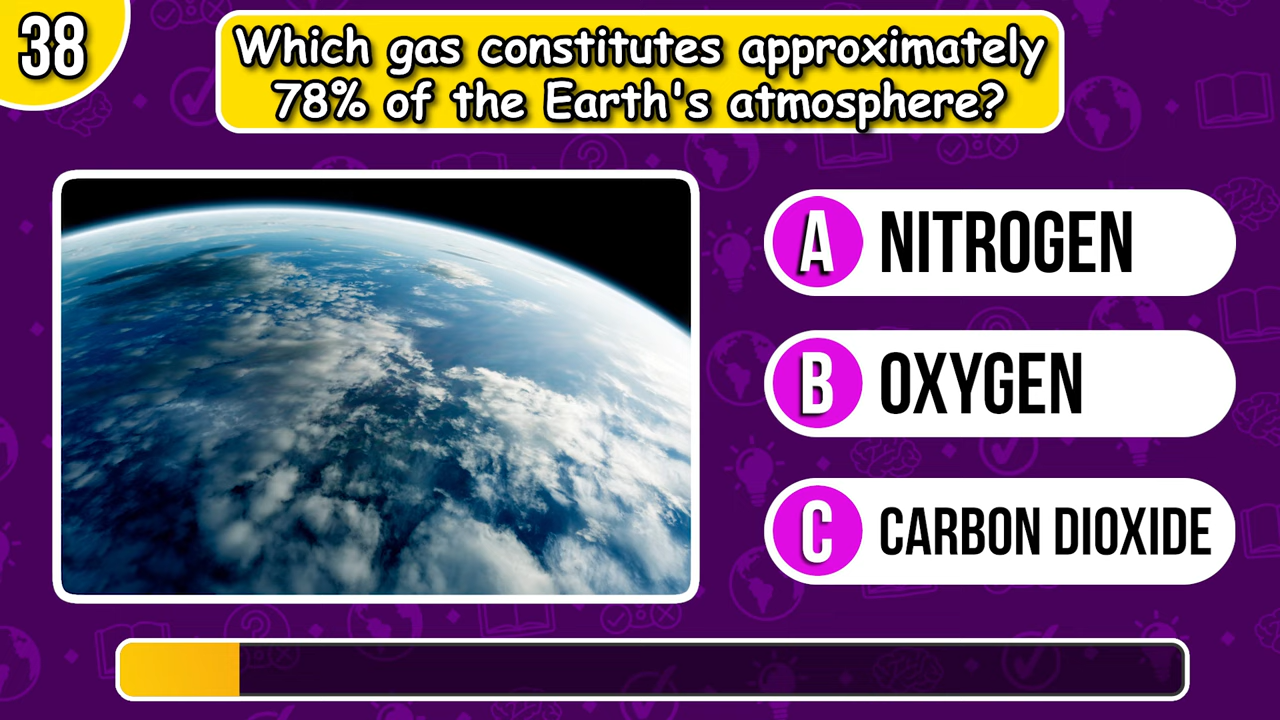 38
Which gas constitutes approximately
78% of the Earth's atmosphere?
A NITROGEN
B OXYGEN
C CARBON DIOXIDE